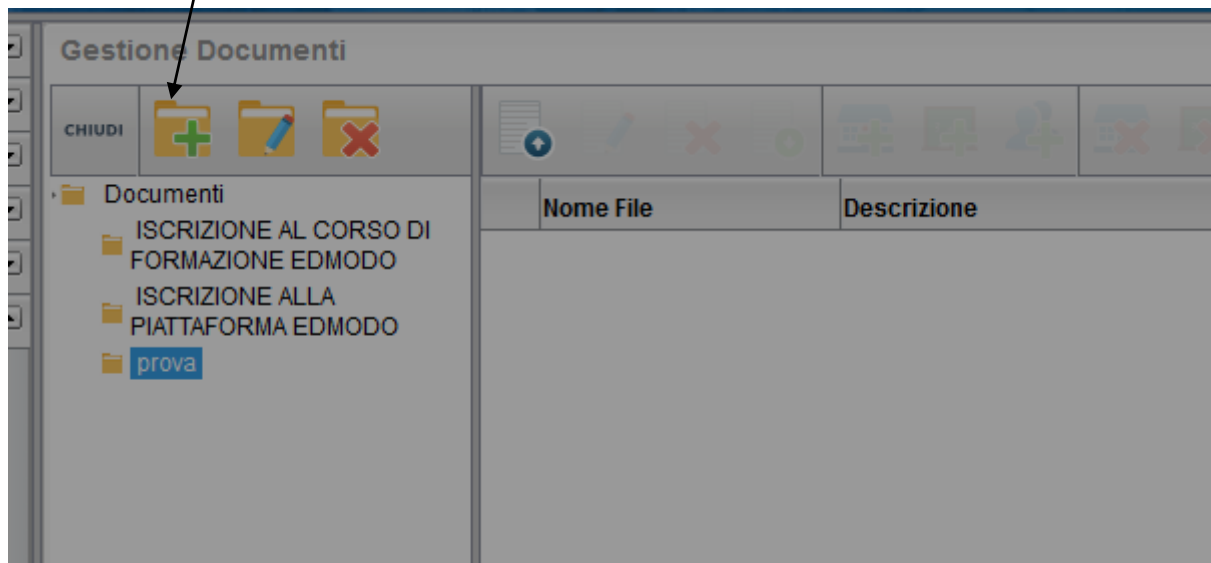 Gestione Documenti
CHIUDI
Documenti
ISCRIZIONE AL CORSO DI
FORMAZIONE EDMODO
ISCRIZIONE ALLA
PIATTAFORMA EDMODO
prova
Nome File
Descrizione